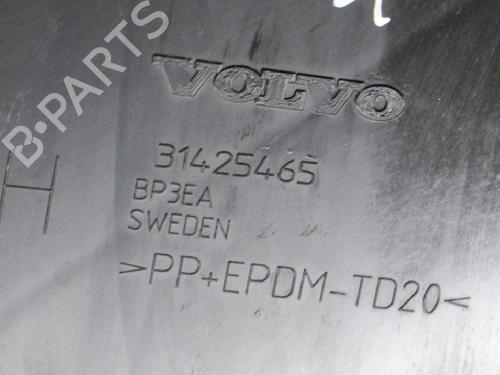 B-PARTS
VOLVO
31425465
H
BP3EA
SWEDEN
>PP+EPDM-TD20<